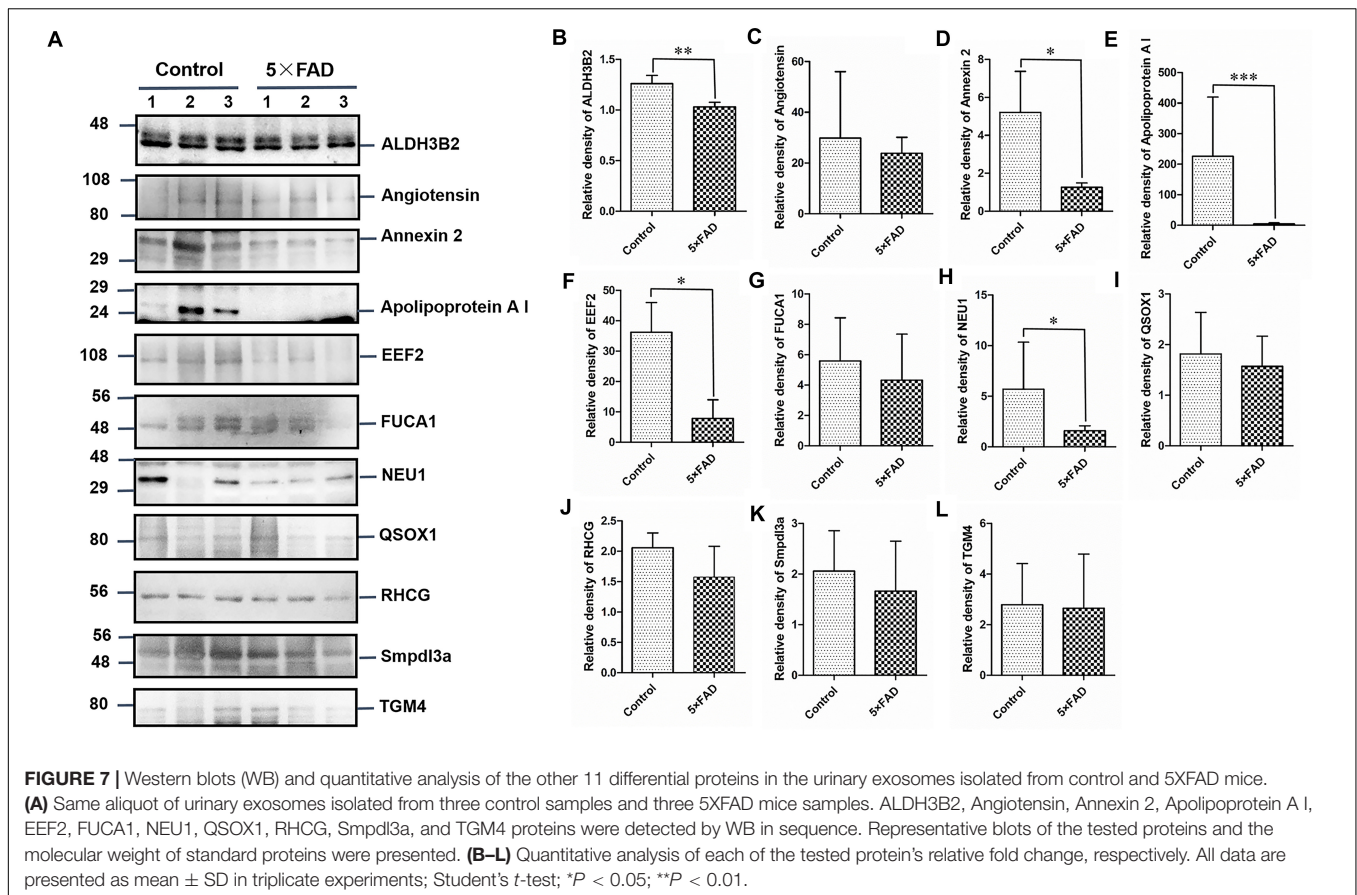 A
Control 5×FAD
1 2 3 1 2 3
48
ALDH3B2
108
Angiotensin
80
Annexin 2
29
29
Apolipoprotein A I
24
EEF2
108
56
FUCA1
48
48
NEU1
29
QSOX1
80
RHCG
56
56
Smpdl3a
48
TGM4
80
B
Relative density of ALDH3B2
1.5
1.0
0.5
0.0
**
Control
5×FAD
C
Relative density of Angiotensin
60
40
20
0
Control
5×FAD
D
Relative density of Annexin 2
8
6
4
2
0
*
Control
5×FAD
E
Relative density of Apolipoprotein A I
500
400
300
200
100
0
***
Control
5×FAD
F
Relative density of EEF2
50
40
30
20
10
0
*
Control
5×FAD
G
Relative density of FUCA1
10
8
6
4
2
0
Control
5×FAD
H
Relative density of NEU1
15
10
5
0
*
Control
5×FAD
I
Relative density of QSOX1
3
2
1
0
Control
5×FAD
J
Relative density of RHCG
2.5
2.0
1.5
1.0
0.5
0.0
Control
5×FAD
K
Relative density of Smpdl3a
3
2
1
0
Control
5×FAD
L
Relative density of TGM4
6
4
2
0
Control
5×FAD
FIGURE 7 | Western blots (WB) and quantitative analysis of the other 11 differential proteins in the urinary exosomes isolated from control and 5XFAD mice.
(A) Same aliquot of urinary exosomes isolated from three control samples and three 5XFAD mice samples. ALDH3B2, Angiotensin, Annexin 2, Apolipoprotein A I,
EEF2, FUCA1, NEU1, QSOX1, RHCG, Smpdl3a, and TGM4 proteins were detected by WB in sequence. Representative blots of the tested proteins and the
molecular weight of standard proteins were presented. (B–L) Quantitative analysis of each of the tested protein's relative fold change, respectively. All data are
presented as mean ± SD in triplicate experiments; Student's t-test; *P < 0.05; **P < 0.01.